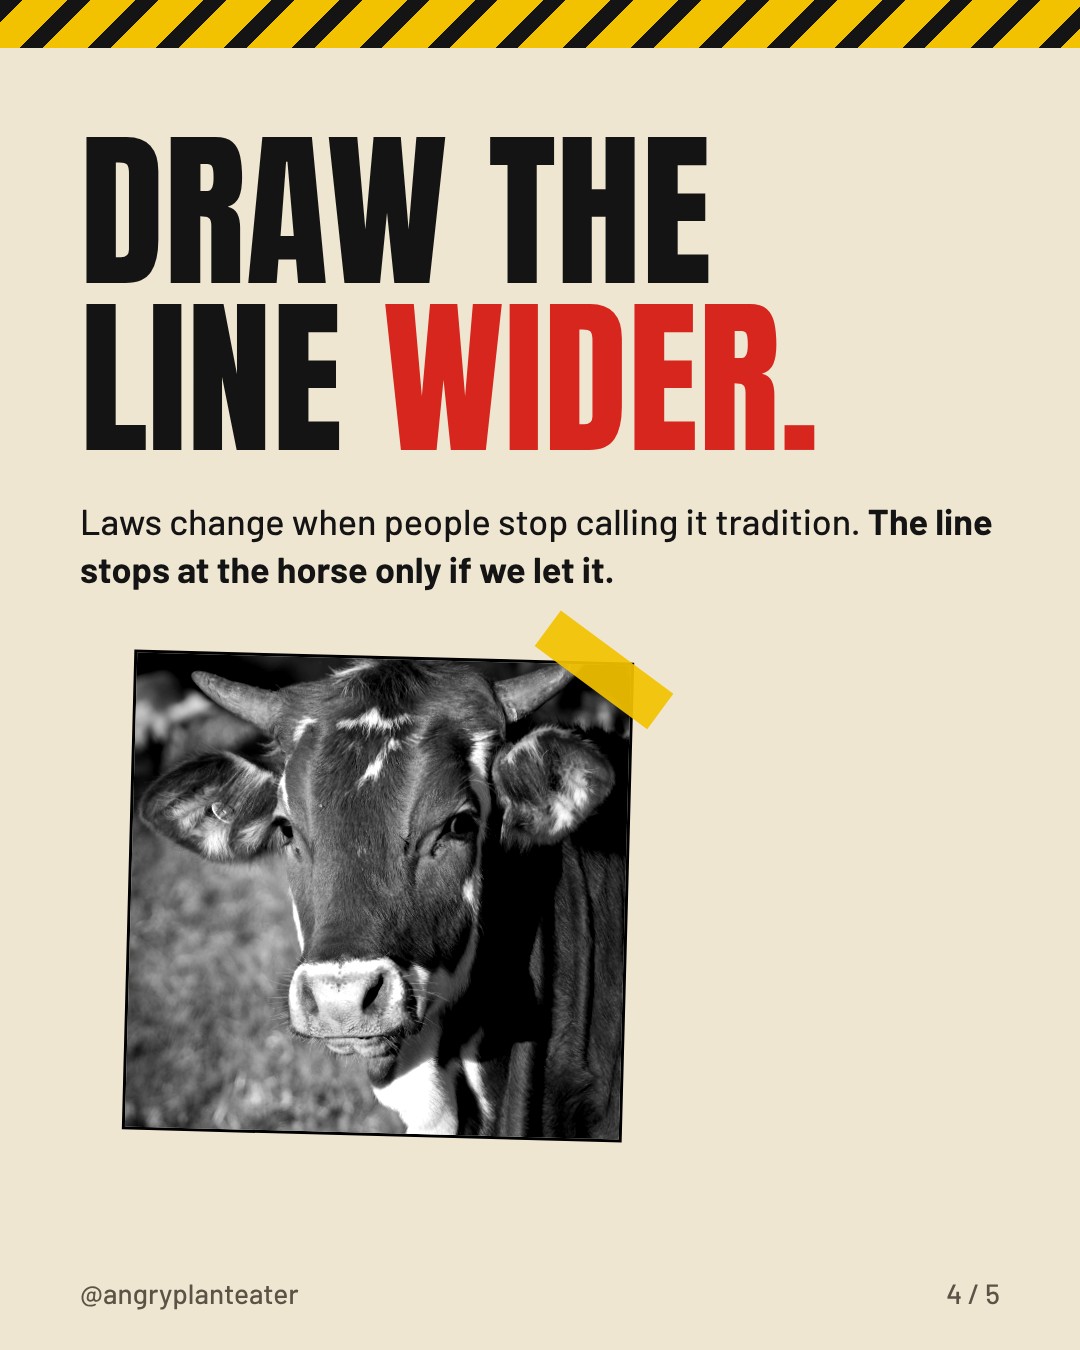 DRAW THE
LINE WIDER.
Laws change when people stop calling it tradition. The line
stops at the horse only if we let it.
@angryplanteater
4 / 5